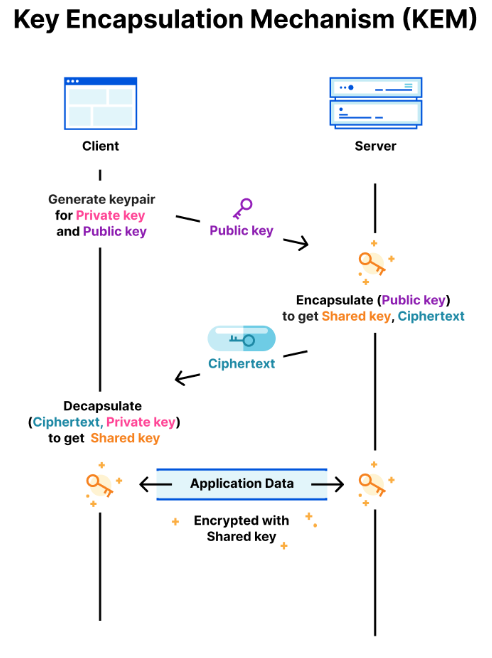 Key Encapsulation Mechanism (KEM)
Client
Server
Generate keypair
for Private key
and Public key
Public key
Encapsulate (Public key)
to get Shared key, Ciphertext
Ciphertext
Decapsulate
(Ciphertext, Private key)
to get Shared key
Application Data
Encrypted with
Shared key